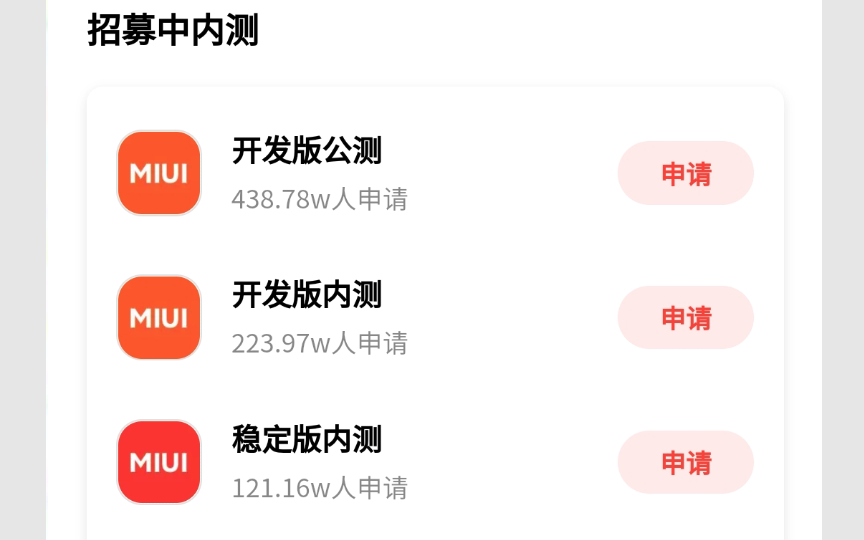 招募中内测
MIUI
开发版公测
438.78w人申请
申请
MIUI
开发版内测
223.97w人申请
申请
MIUI
稳定版内测
121.16w人申请
申请